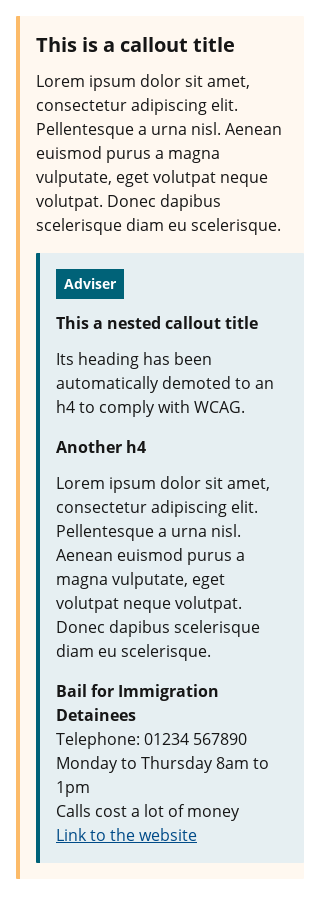 This is a callout title
Lorem ipsum dolor sit amet,
consectetur adipiscing elit.
Pellentesque a urna nisl. Aenean
euismod purus a magna
vulputate, eget volutpat neque
volutpat. Donec dapibus
scelerisque diam eu scelerisque.
Adviser
This a nested callout title
Its heading has been
automatically demoted to an
h4 to comply with WCAG.
Another h4
Lorem ipsum dolor sit amet,
consectetur adipiscing elit.
Pellentesque a urna nisl.
Aenean euismod purus a
magna vulputate, eget
volutpat neque volutpat.
Donec dapibus scelerisque
diam eu scelerisque.
Bail for Immigration
Detainees
Telephone: 01234 567890
Monday to Thursday 8am to
1pm
Calls cost a lot of money
Link to the website